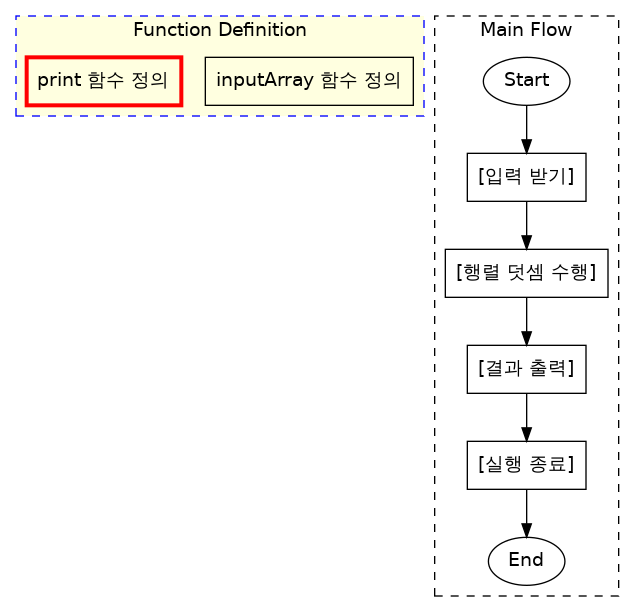 Function Definition
print 함수 정의
inputArray 함수 정의
Main Flow
Start
[입력 받기]
[행렬 덧셈 수행]
[결과 출력]
[실행 종료]
End